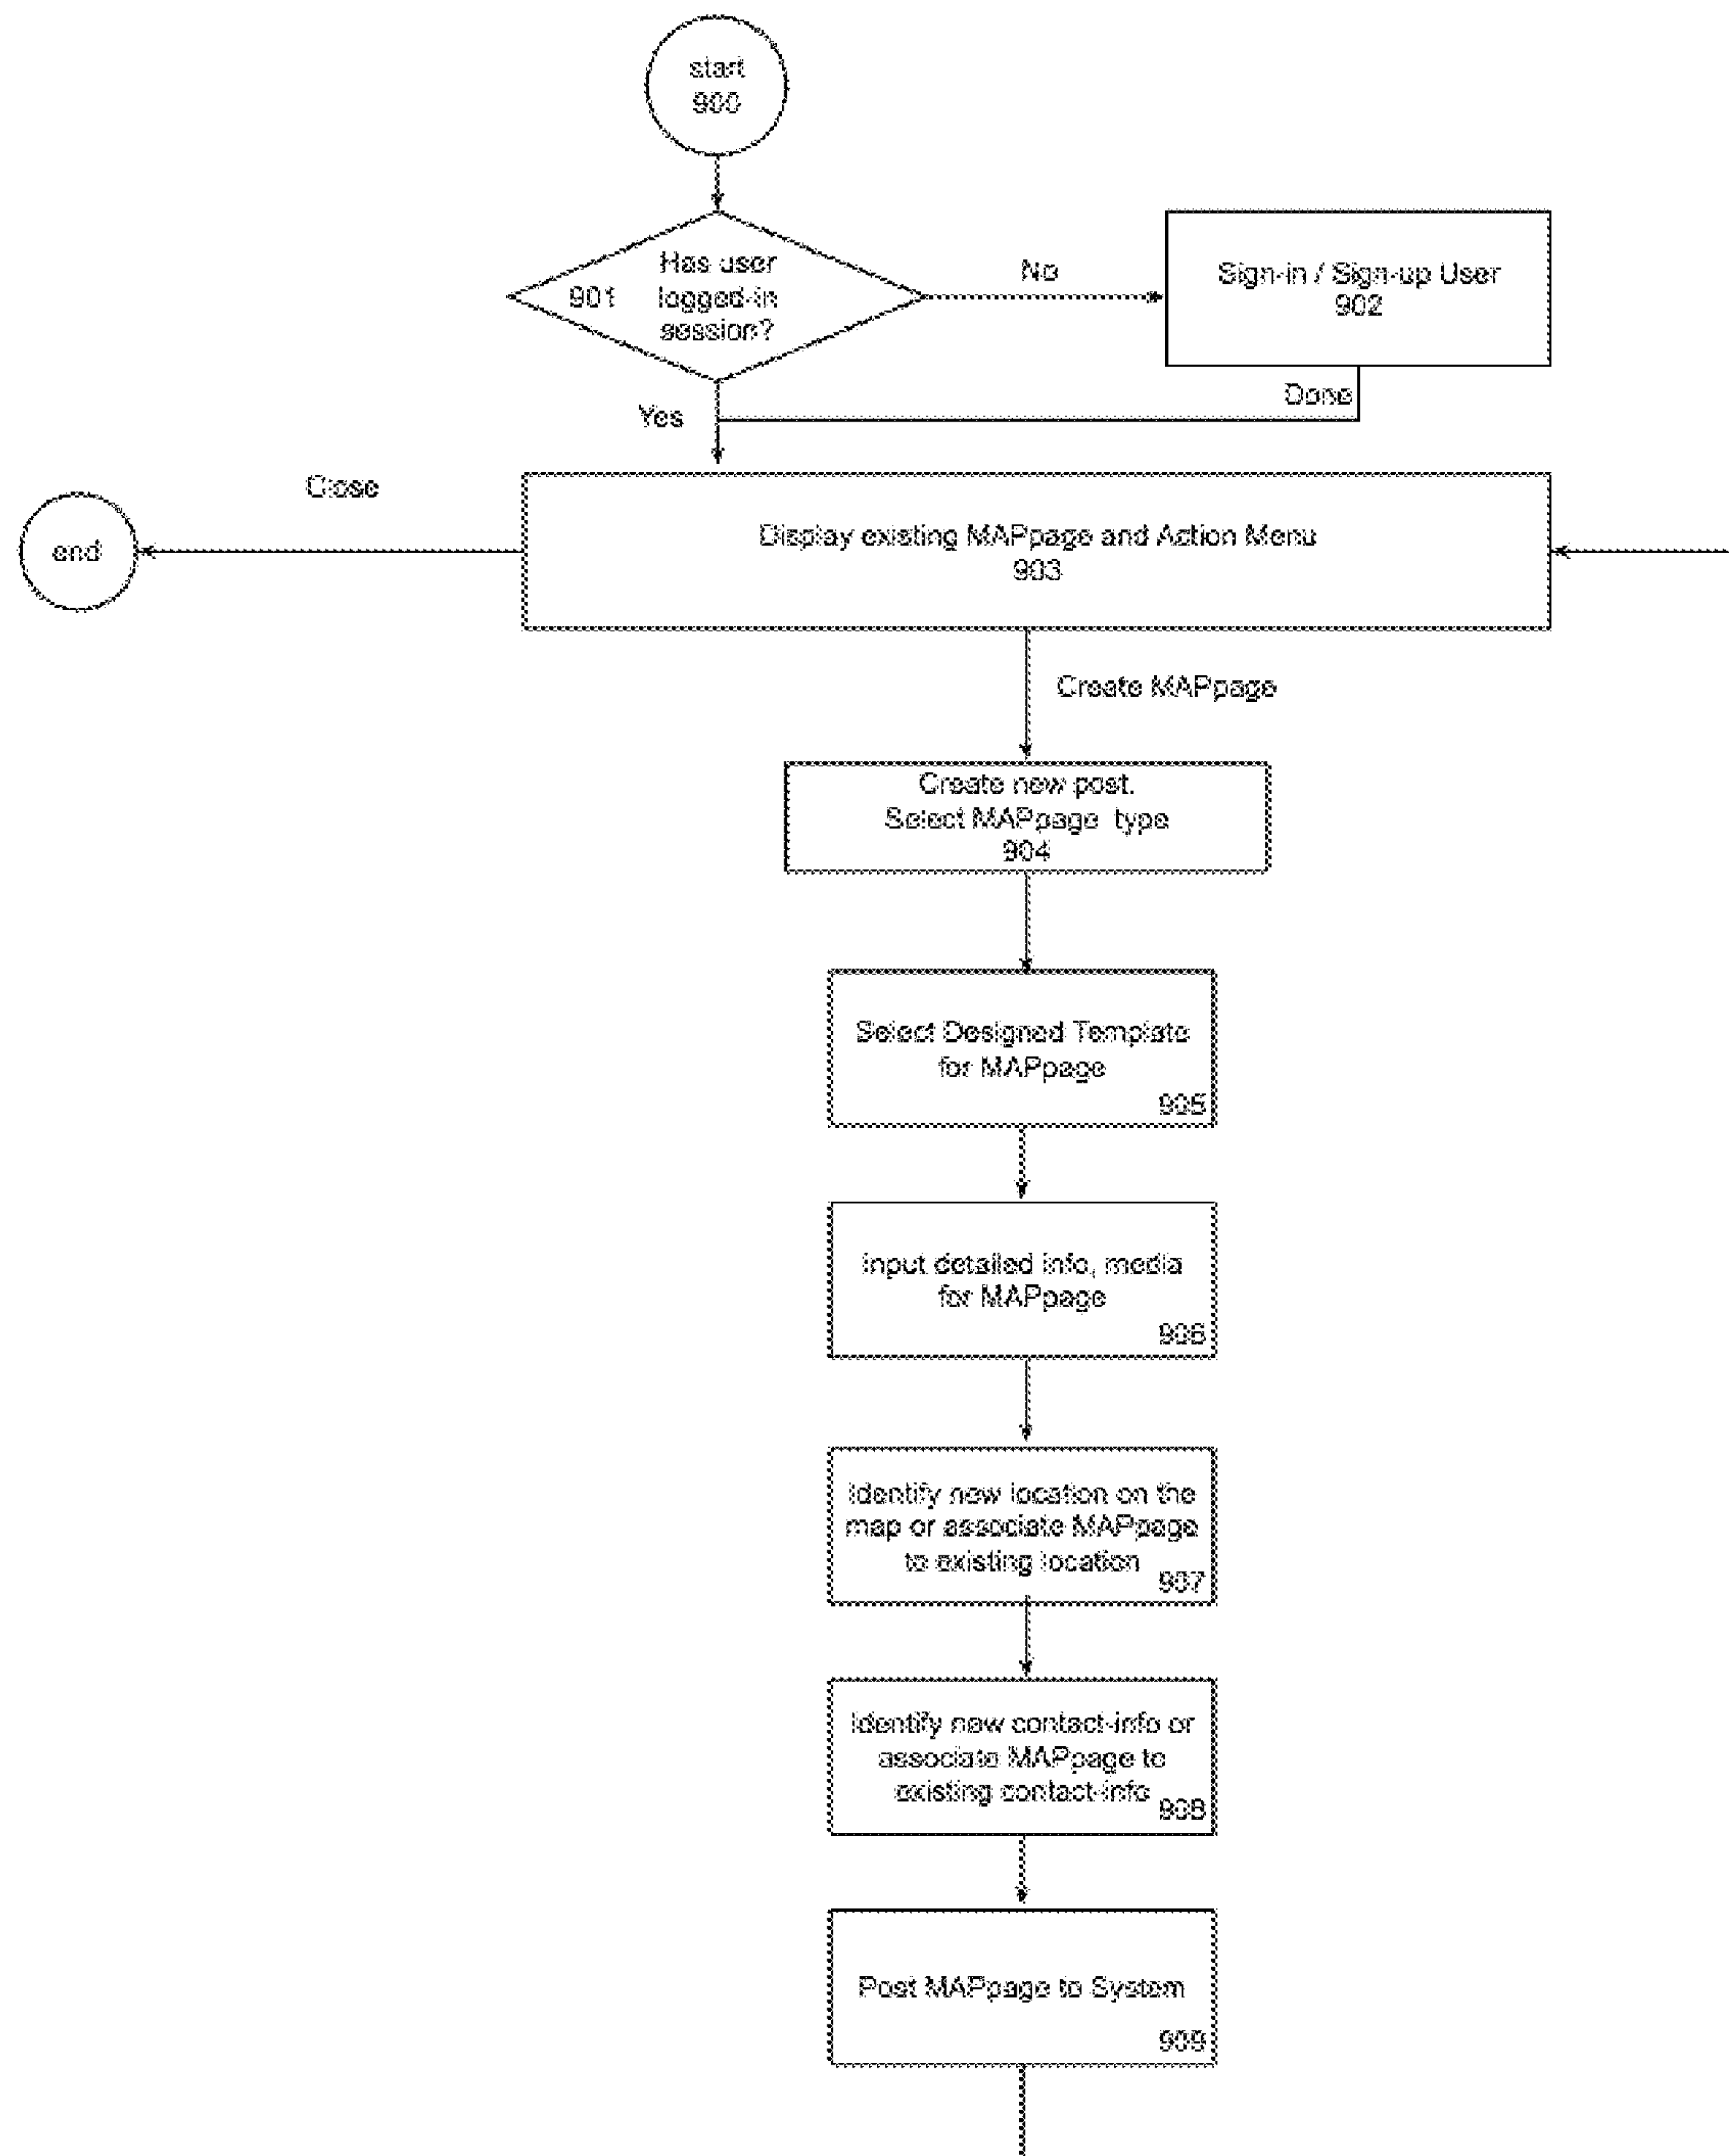 start
900
Has user
901 logged-in
session?
No
Sign-in / Sign-up User
902
Done
Yes
Close
end
Display existing MAPpage and Action Menu
903
Create MAPpage
Create new post.
Select MAPpage type
904
Select Designed Template
for MAPpage
905
Input detailed info, media
for MAPpage
906
Identify new location on the
map or associate MAPpage
to existing location
907
Identify new contact-info or
associate MAPpage to
existing contact-info
908
Post MAPpage to System
909